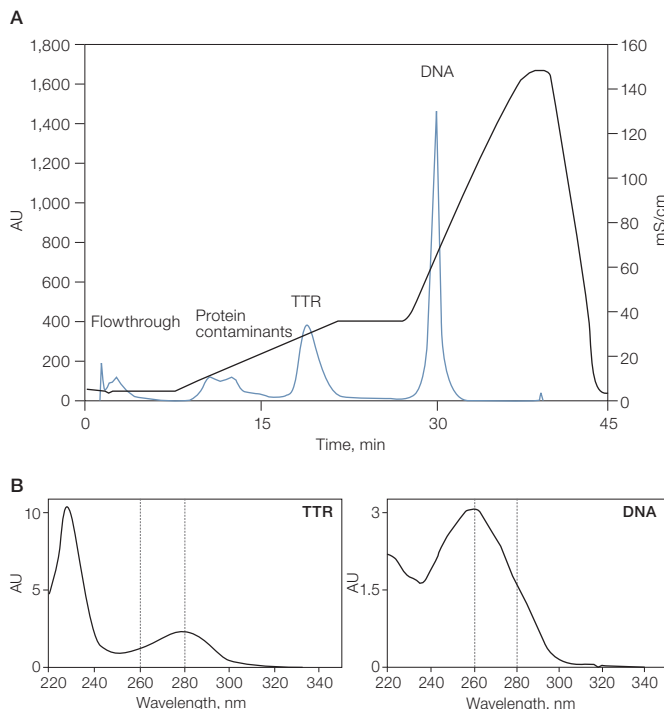 A
1,800
1,600
1,400
1,200
1,000
800
600
400
200
0
AU
160
140
120
100
80
60
40
20
0
mS/cm
DNA
TTR
Protein
contaminants
Flowthrough
0 15 30 45
Time, min
B
10
5
0
AU
TTR
220 240 260 280 300 320 340
Wavelength, nm
3
1.5
0
AU
DNA
220 240 260 280 300 320 340
Wavelength, nm